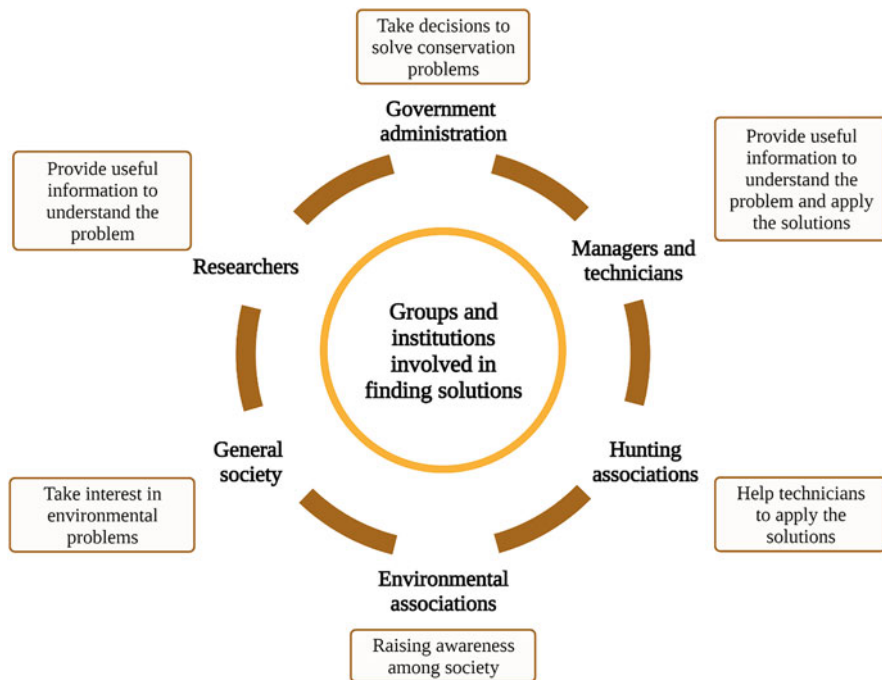 Take decisions to
solve conservation
problems
Government
administration
Provide useful
information to
understand the
problem and apply
the solutions
Managers and
technicians
Provide useful
information to
understand the
problem
Researchers
Groups and
institutions
involved in
finding solutions
General
society
Take interest in
environmental
problems
Hunting
associations
Help technicians
to apply the
solutions
Environmental
associations
Raising awareness
among society